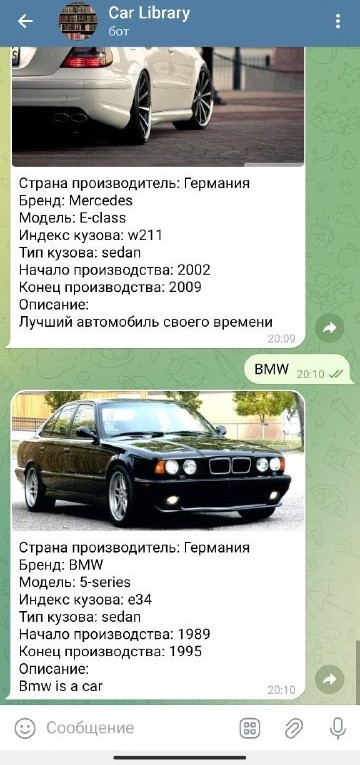 Car Library
бот
Страна производитель: Германия
Бренд: Mercedes
Модель: E-class
Индекс кузова: w211
Тип кузова: sedan
Начало производства: 2002
Конец производства: 2009
Описание:
Лучший автомобиль своего времени
20:09
BMW 20:10
Страна производитель: Германия
Бренд: BMW
Модель: 5-series
Индекс кузова: e34
Тип кузова: sedan
Начало производства: 1989
Конец производства: 1995
Описание:
Bmw is a car
20:10
Сообщение